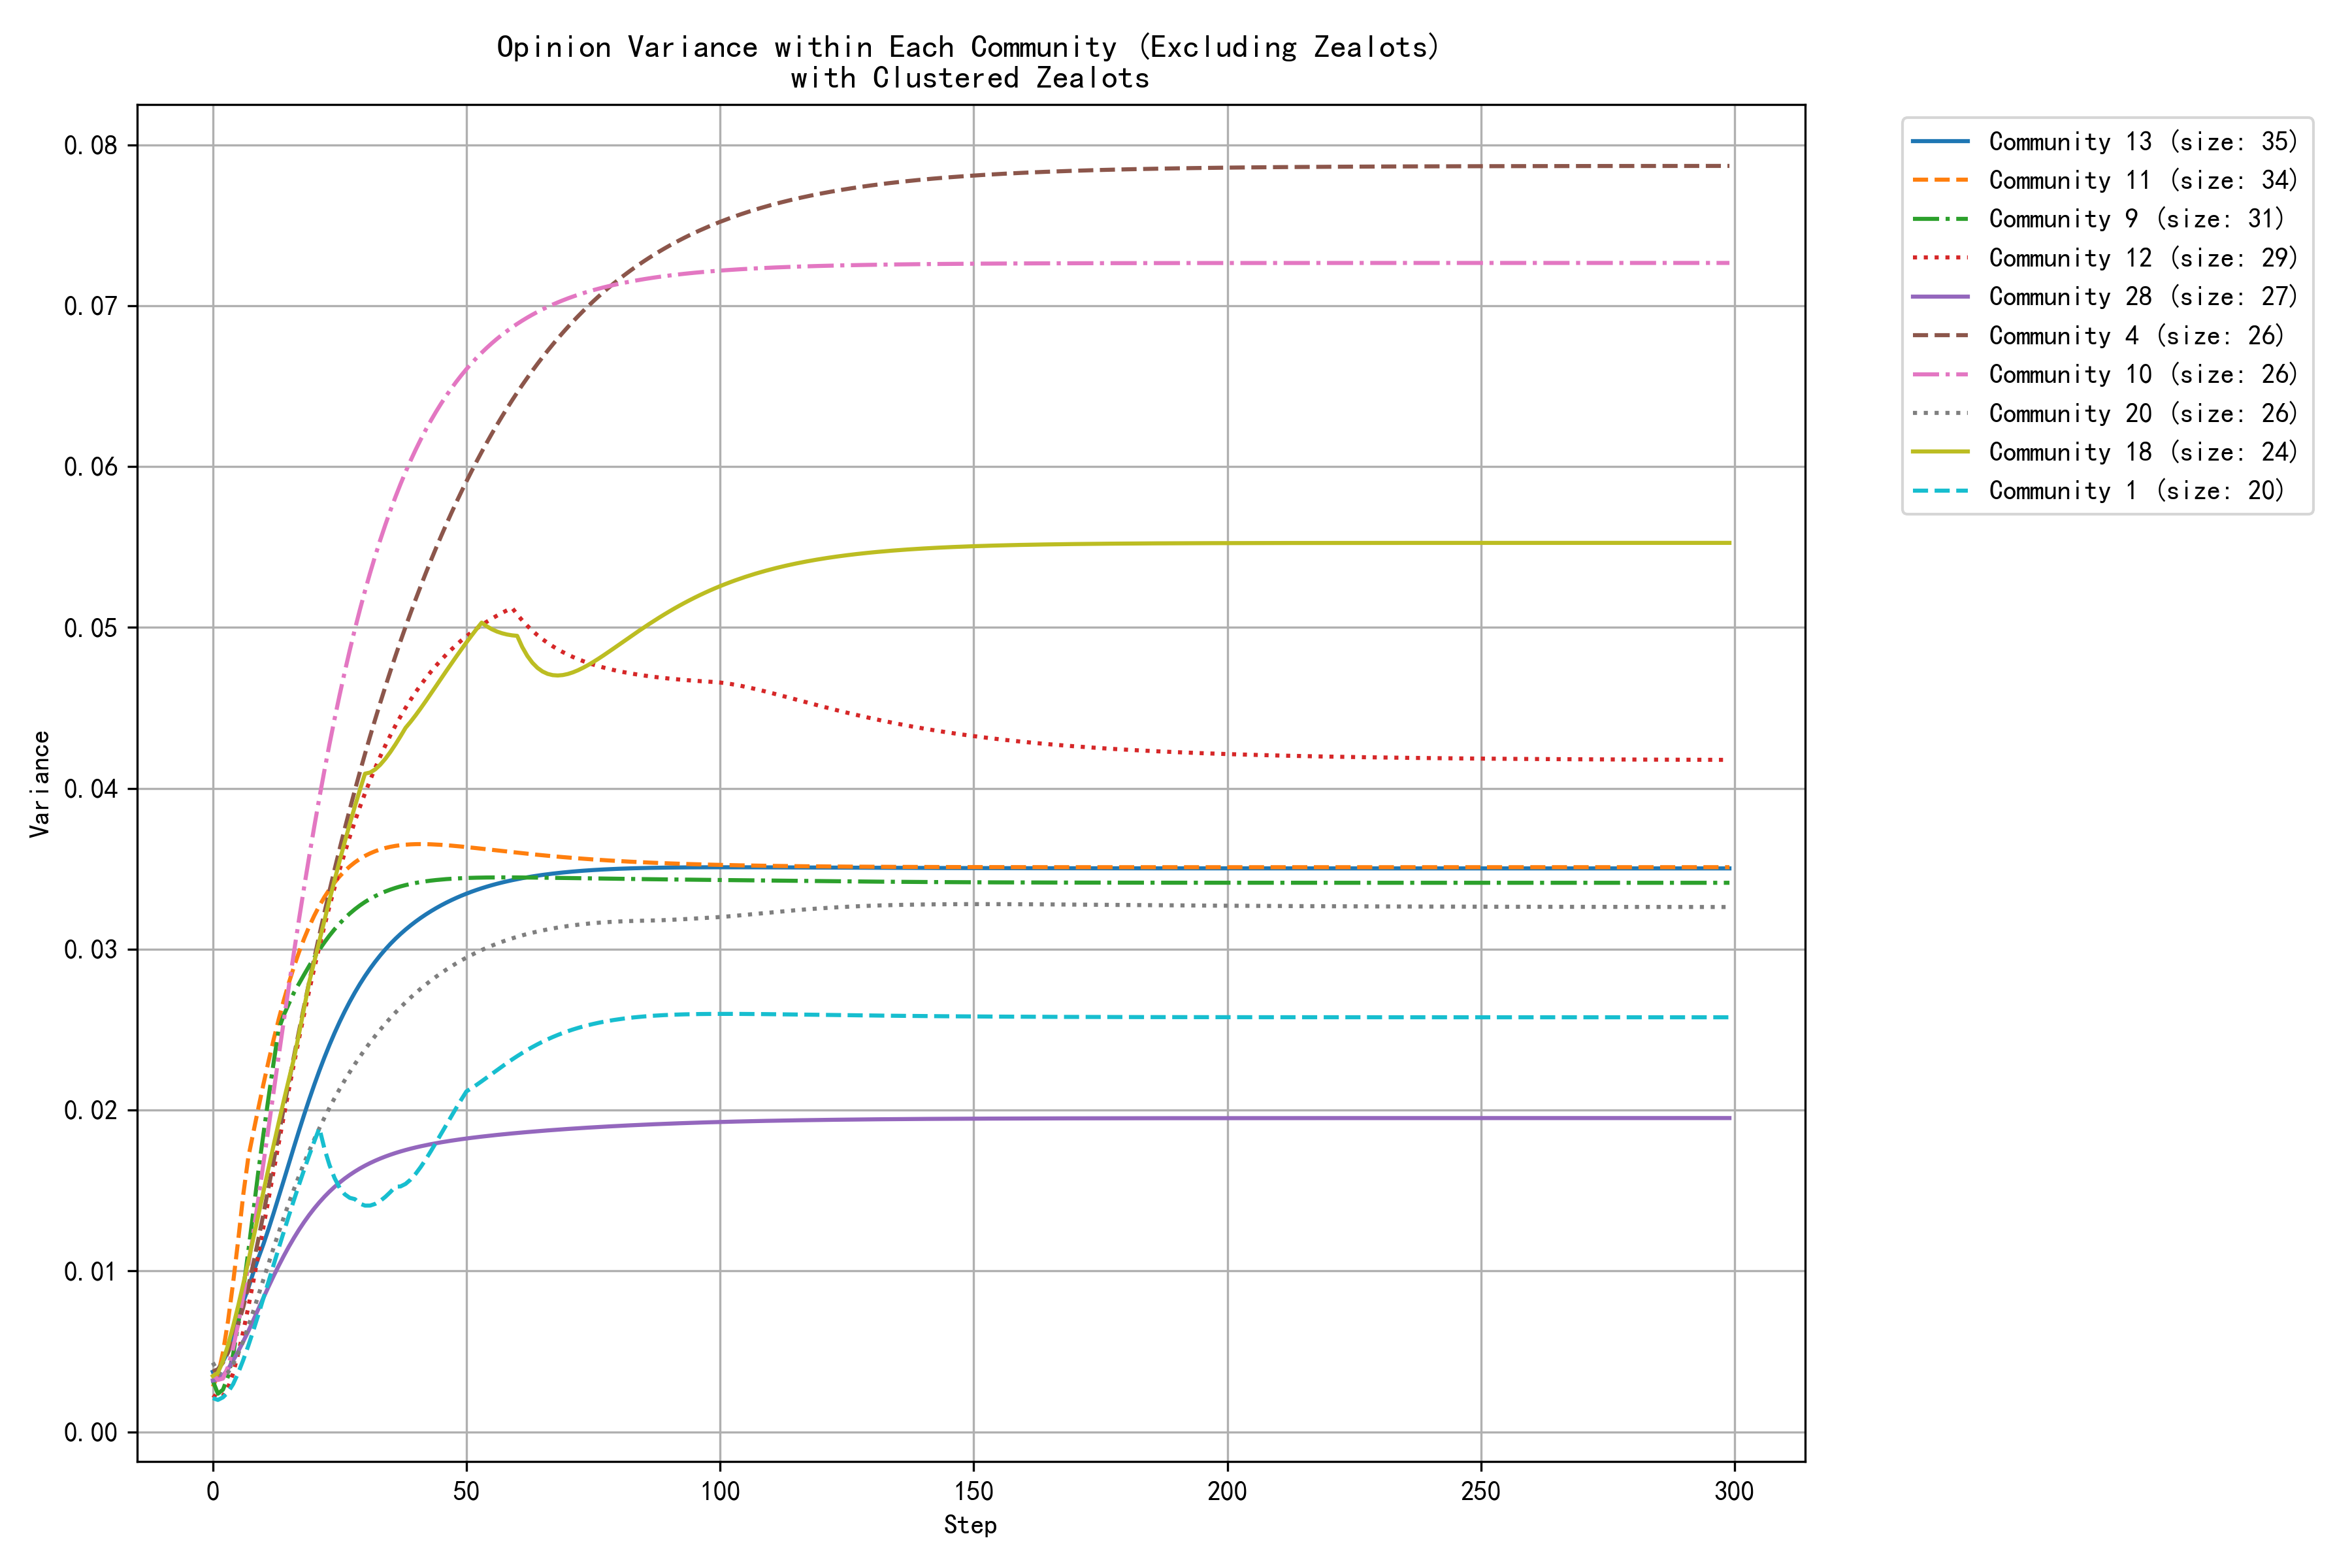 Opinion Variance within Each Community (Excluding Zealots)
with Clustered Zealots
Variance
0.08
0.07
0.06
0.05
0.04
0.03
0.02
0.01
0.00
0
50
100
150
200
250
300
Step
Community 13 (size: 35)
Community 11 (size: 34)
Community 9 (size: 31)
Community 12 (size: 29)
Community 28 (size: 27)
Community 4 (size: 26)
Community 10 (size: 26)
Community 20 (size: 26)
Community 18 (size: 24)
Community 1 (size: 20)